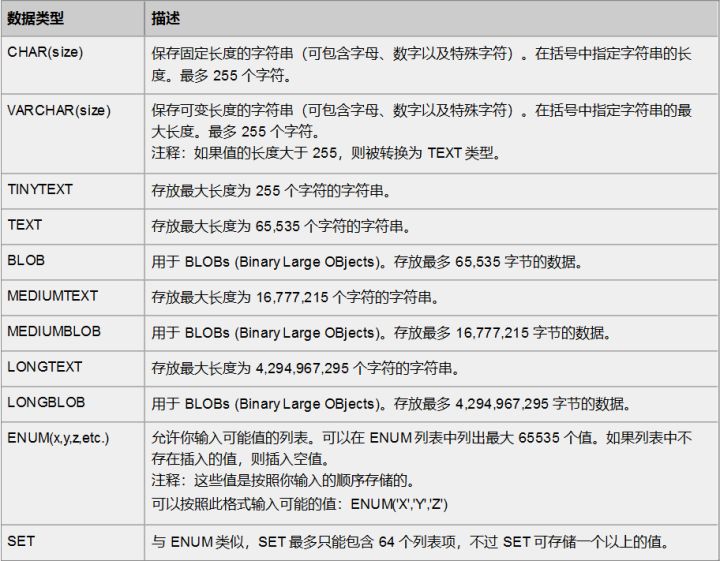 数据类型 描述
CHAR(size) 保存固定长度的字符串（可包含字母、数字以及特殊字符）。在括号中指定字符串的长
度。最多 255 个字符。
VARCHAR(size) 保存可变长度的字符串（可包含字母、数字以及特殊字符）。在括号中指定字符串的最
大长度。最多 255 个字符。
注释：如果值的长度大于 255，则被转换为 TEXT 类型。
TINYTEXT 存放最大长度为 255 个字符的字符串。
TEXT 存放最大长度为 65,535 个字符的字符串。
BLOB 用于 BLOBs (Binary Large OBjects)。存放最多 65,535 字节的数据。
MEDIUMTEXT 存放最大长度为 16,777,215 个字符的字符串。
MEDIUMBLOB 用于 BLOBs (Binary Large OBjects)。存放最多 16,777,215 字节的数据。
LONGTEXT 存放最大长度为 4,294,967,295 个字符的字符串。
LONGBLOB 用于 BLOBs (Binary Large OBjects)。存放最多 4,294,967,295 字节的数据。
ENUM(x,y,z,etc.) 允许你输入可能值的列表。可以在 ENUM 列表中列出最大 65535 个值。如果列表中不
存在插入的值，则插入空值。
注释：这些值是按照你输入的顺序存储的。
可以按照此格式输入可能的值：ENUM('X','Y','Z')
SET 与 ENUM 类似，SET 最多只能包含 64 个列表项，不过 SET 可存储一个以上的值。